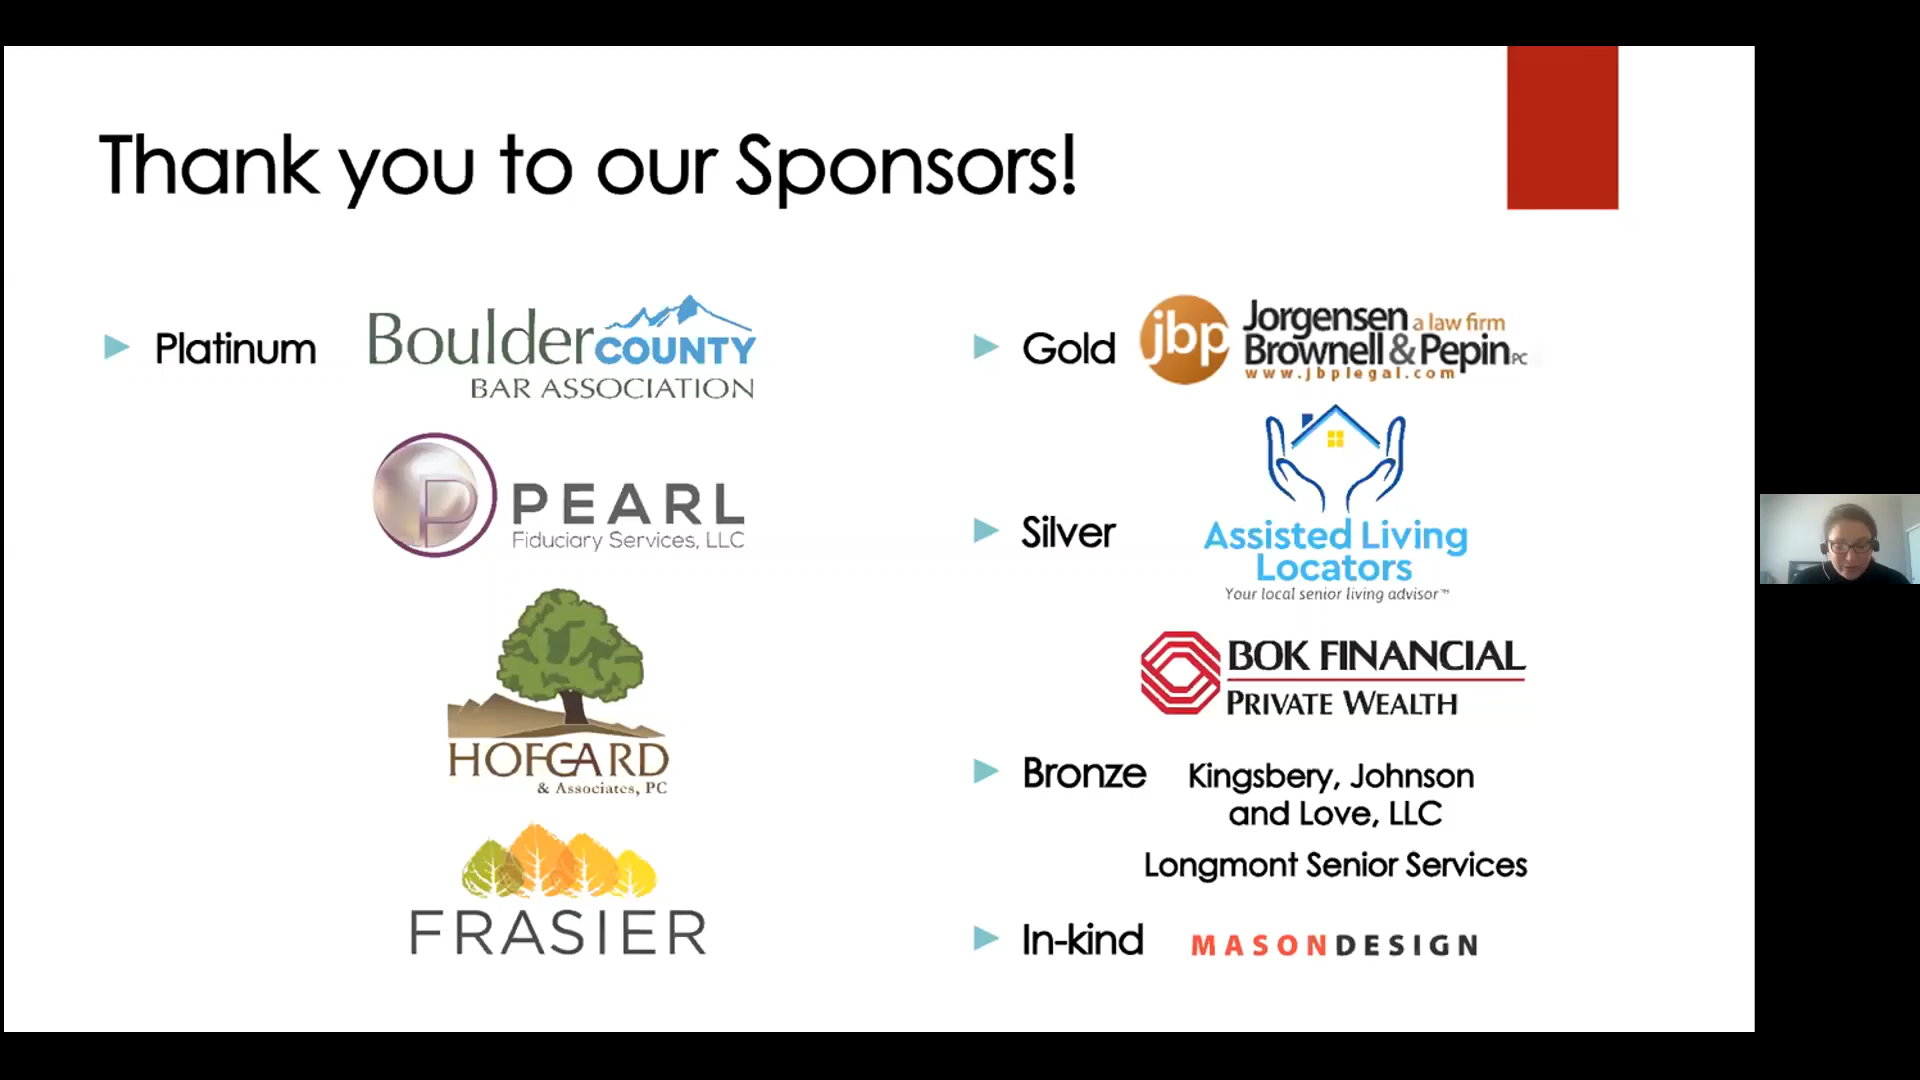 Thank you to our Sponsors!
Platinum
Boulder
COUNTY
BAR ASSOCIATION
P
PEARL
Fiduciary Services, LLC
HOFGARD
& Associates, PC
FRASIER
Gold
jbp
Jorgensen a law firm
Brownell & Pepin PC
www.jbplegal.com
Silver
Assisted Living
Locators
Your local senior living advisor™
BOK FINANCIAL
PRIVATE WEALTH
Bronze
Kingsbery, Johnson
and Love, LLC
Longmont Senior Services
In-kind
MASONDESIGN